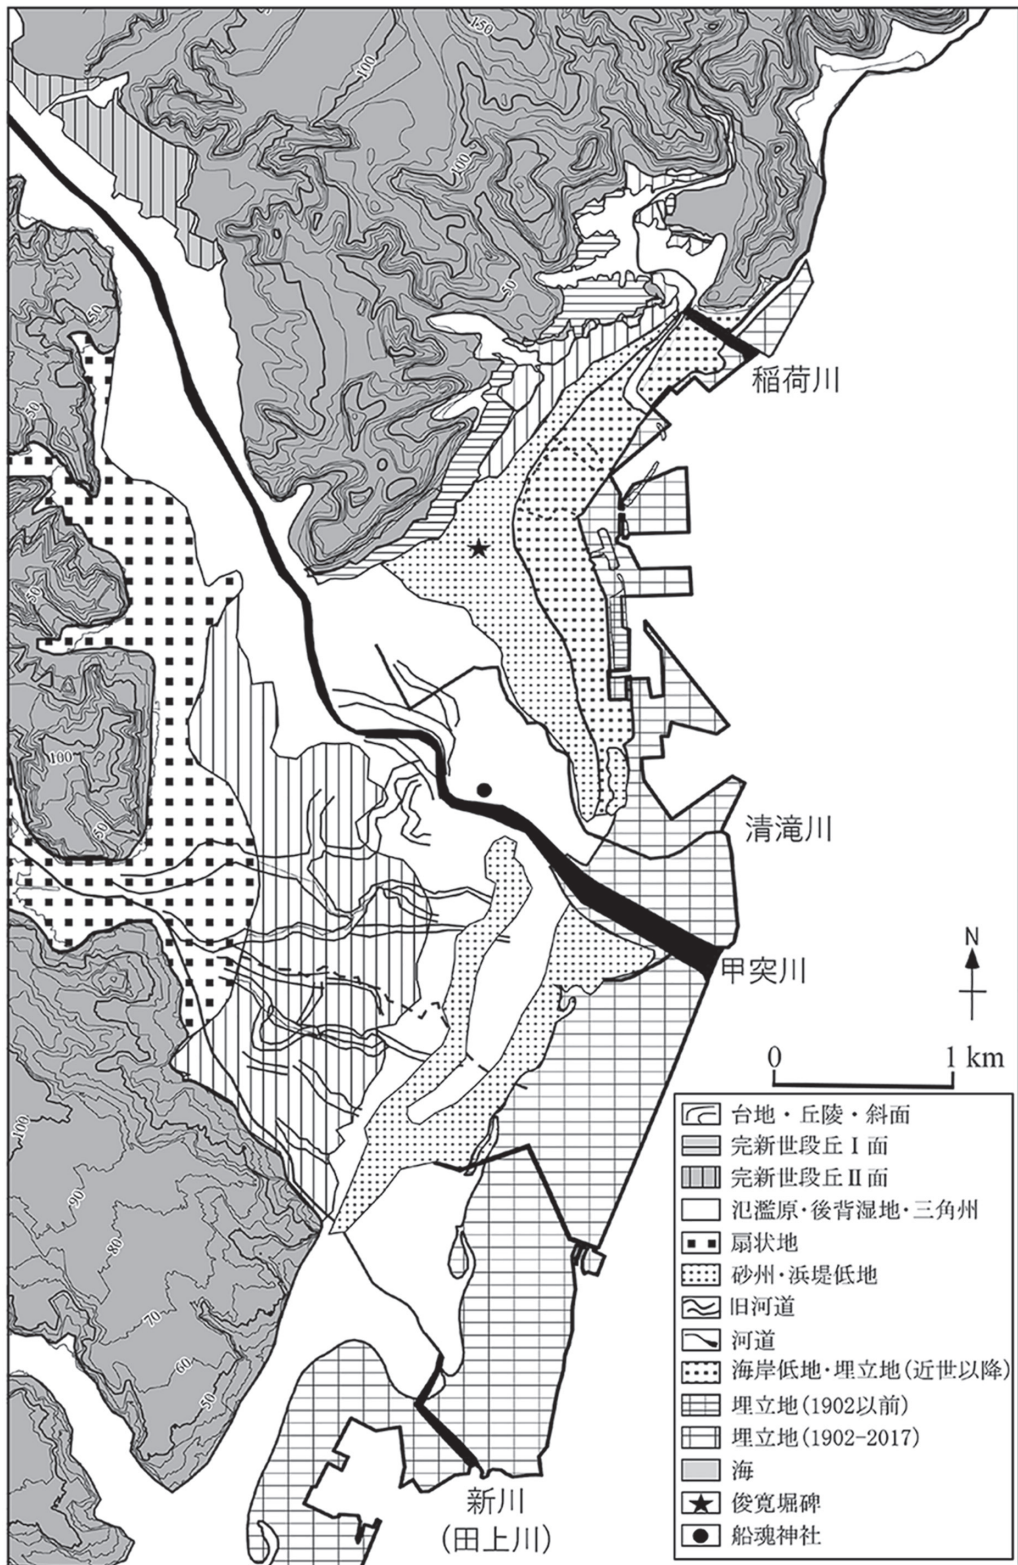 150
100
100
50
50
50
50
100
50
稲荷川
清滝川
甲突川
N
0 1 km
100
90
80
70
60
50
新川
(田上川)
台地・丘陵・斜面
完新世段丘Ⅰ面
完新世段丘Ⅱ面
氾濫原・後背湿地・三角州
扇状地
砂州・浜堤低地
旧河道
河道
海岸低地・埋立地(近世以降)
埋立地(1902以前)
埋立地(1902-2017)
海
俊寛堀碑
船魂神社